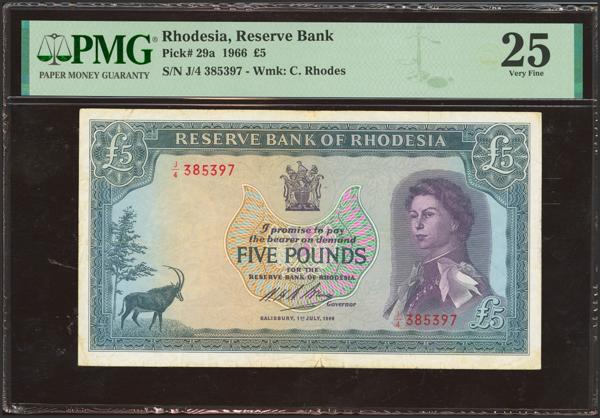 PMG®
PAPER MONEY GUARANTY
Rhodesia, Reserve Bank
Pick# 29a 1966 £5
S/N J/4 385397 - Wmk: C. Rhodes
25
Very Fine
£5
RESERVE BANK OF RHODESIA
£5
J/4 385397
I promise to pay
the bearer on demand
FIVE POUNDS
FOR THE
RESERVE BANK OF RHODESIA
Governor
SALISBURY, 1ST JULY, 1966
J/4 385397
£5